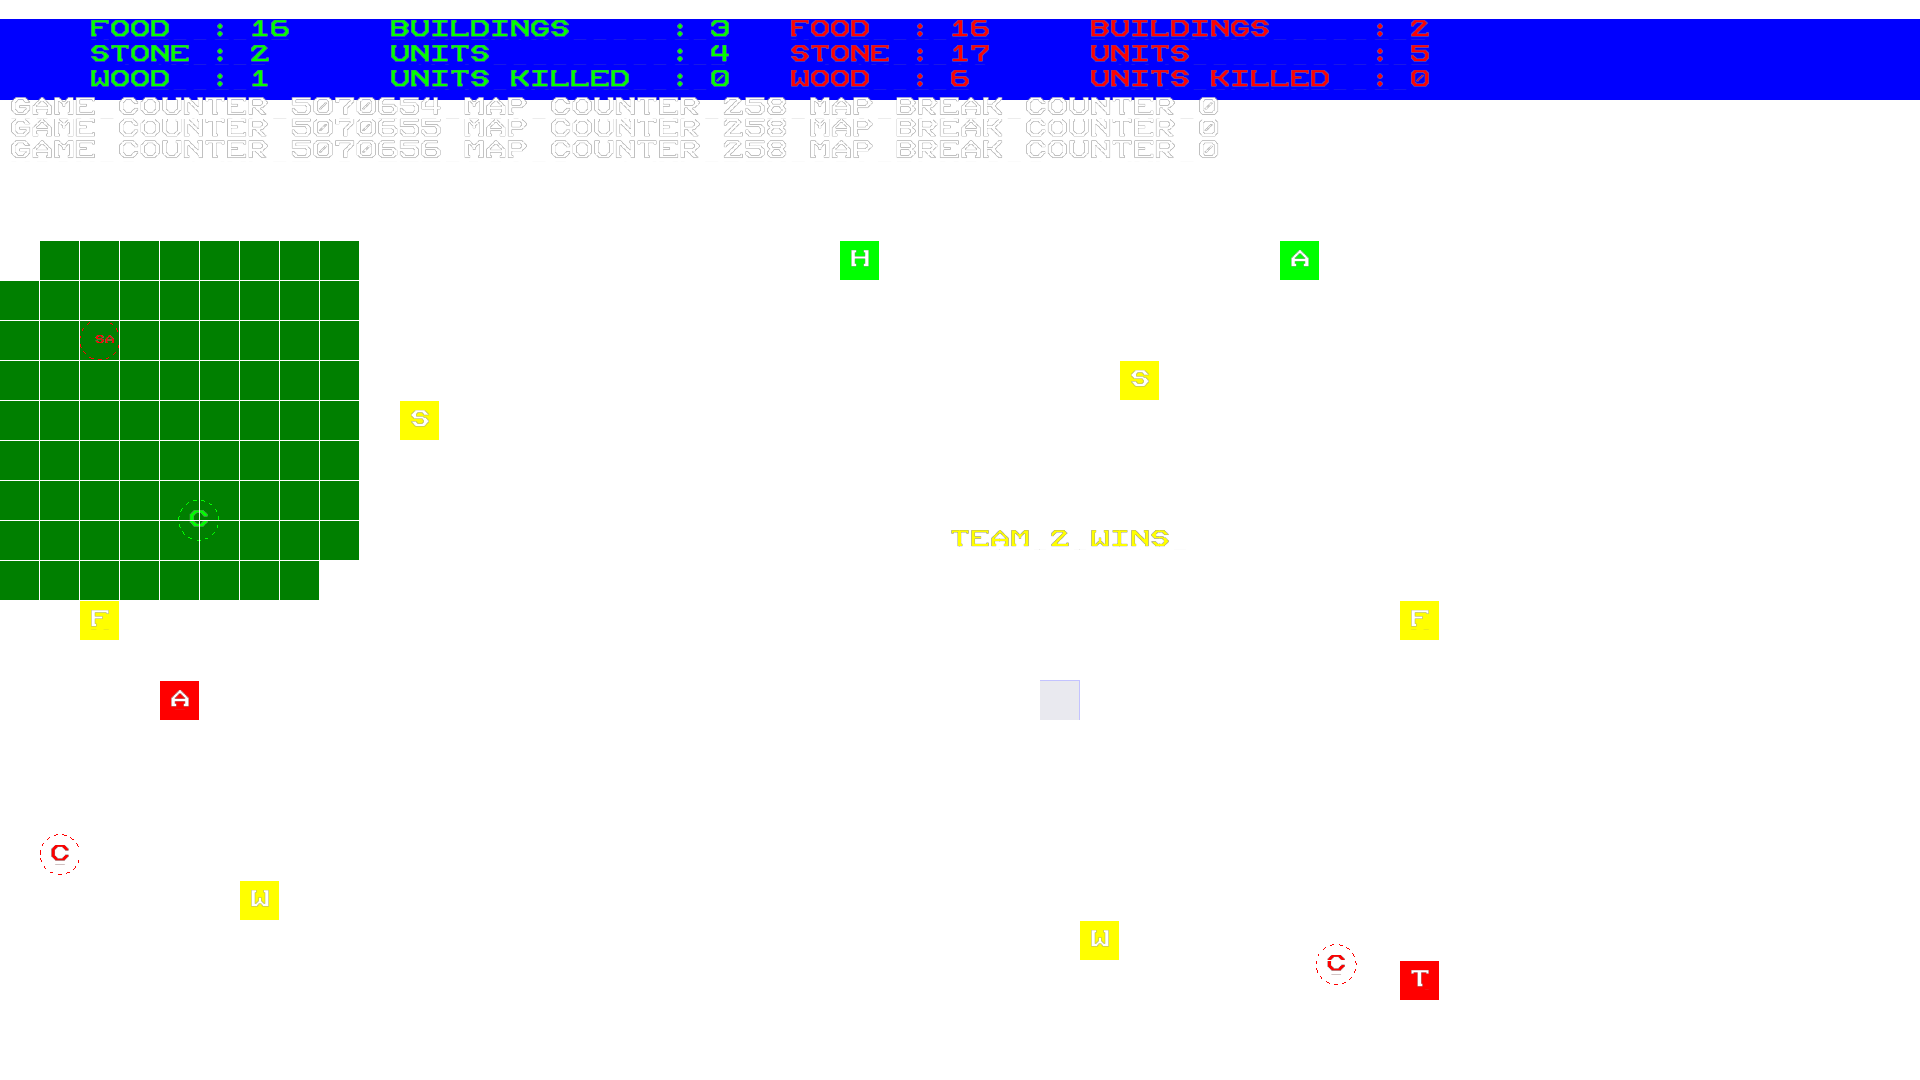 FOOD : 16 BUILDINGS : 3 FOOD : 16 BUILDINGS : 2
STONE : 2 UNITS : 4 STONE : 17 UNITS : 5
WOOD : 1 UNITS KILLED : 0 WOOD : 6 UNITS KILLED : 0
GAME COUNTER 5070654 MAP COUNTER 258 MAP BREAK COUNTER 0
GAME COUNTER 5070655 MAP COUNTER 258 MAP BREAK COUNTER 0
GAME COUNTER 5070656 MAP COUNTER 258 MAP BREAK COUNTER 0
H A
S
S
C
TEAM 2 WINS
F F
A
C
W
W
C
T